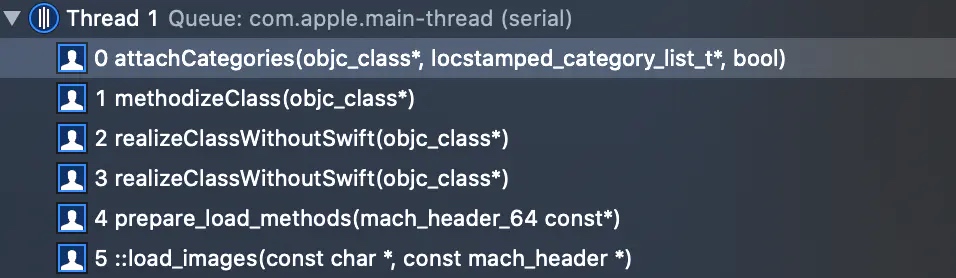 Thread 1 Queue: com.apple.main-thread (serial)
0 attachCategories(objc_class*, locstamped_category_list_t*, bool)
1 methodizeClass(objc_class*)
2 realizeClassWithoutSwift(objc_class*)
3 realizeClassWithoutSwift(objc_class*)
4 prepare_load_methods(mach_header_64 const*)
5 ::load_images(const char *, const mach_header *)